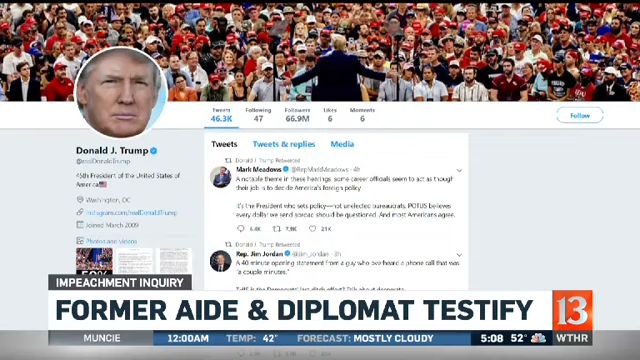 Tweets Following Followers Likes Moments
46.3K 47 66.9M 6 6
Follow
Donald J. Trump
@realDonaldTrump
45th President of the United States of
America
Washington, DC
Instagram.com/realDonaldTrump
Joined March 2009
Photos and videos
Tweets Tweets & replies Media
Donald J. Trump Retweeted
Mark Meadows @RepMarkMeadows · 4h
A notable theme in these hearings: some career officials seem to act as though
their job is to decide America's foreign policy
It's the President who sets policy—not unelected bureaucrats. POTUS believes
every dollar we send abroad should be questioned. And most Americans agree.
6.4K 7.9K 21K
Donald J. Trump Retweeted
Rep. Jim Jordan @Jim_Jordan · 3h
A 40 minute opening statement from a guy who overheard a phone call that was
"a couple minutes."
IMPEACHMENT INQUIRY
FORMER AIDE & DIPLOMAT TESTIFY
13
MUNCIE 12:00AM TEMP: 42° FORECAST: MOSTLY CLOUDY 5:08 52° WTHR